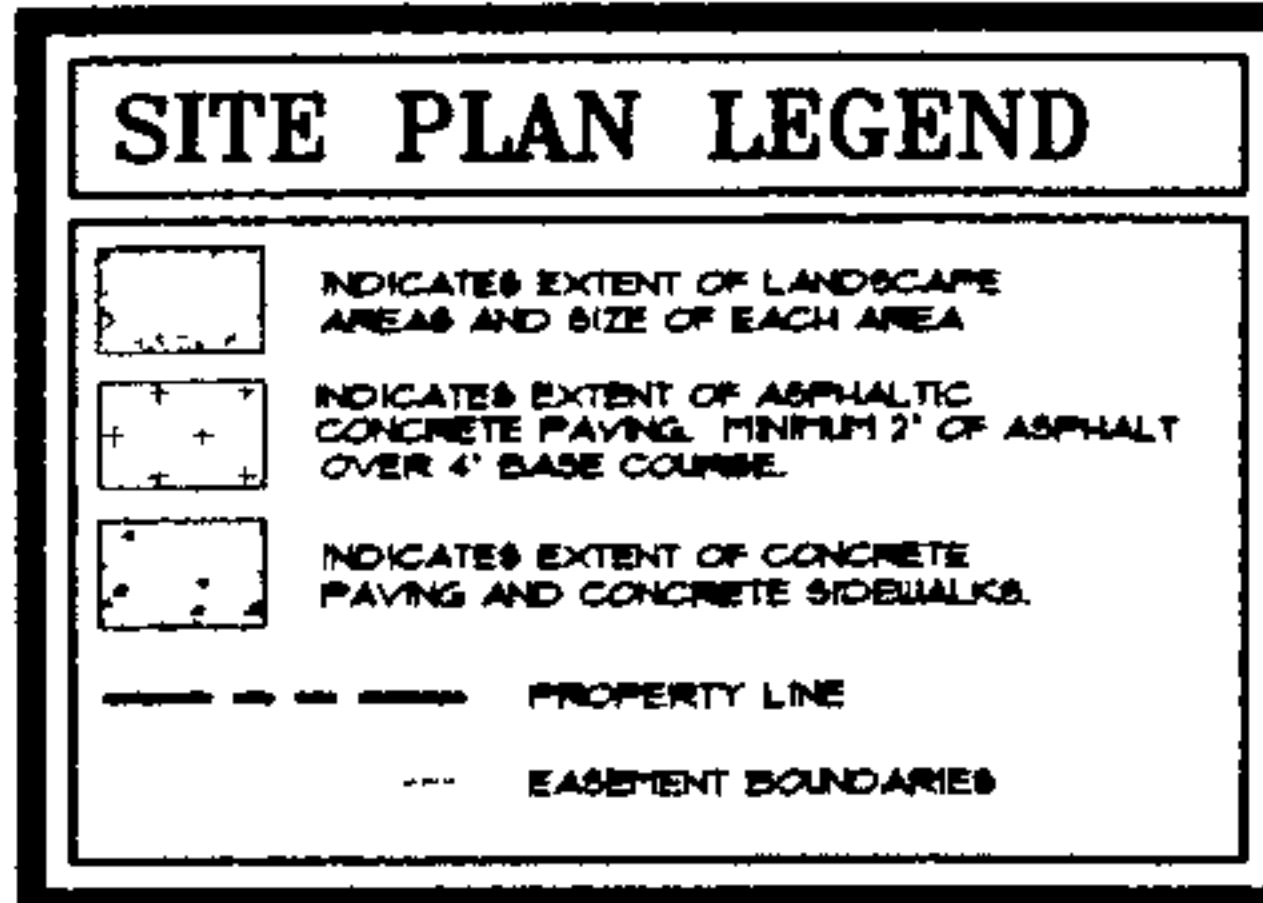 SITE PLAN LEGEND
INDICATES EXTENT OF LANDSCAPE
AREAS AND SIZE OF EACH AREA
INDICATES EXTENT OF ASPHALTIC
CONCRETE PAVING. MINIMUM 2" OF ASPHALT
OVER 4" BASE COURSE.
INDICATES EXTENT OF CONCRETE
PAVING AND CONCRETE SIDEWALKS.
PROPERTY LINE
EASEMENT BOUNDARIES